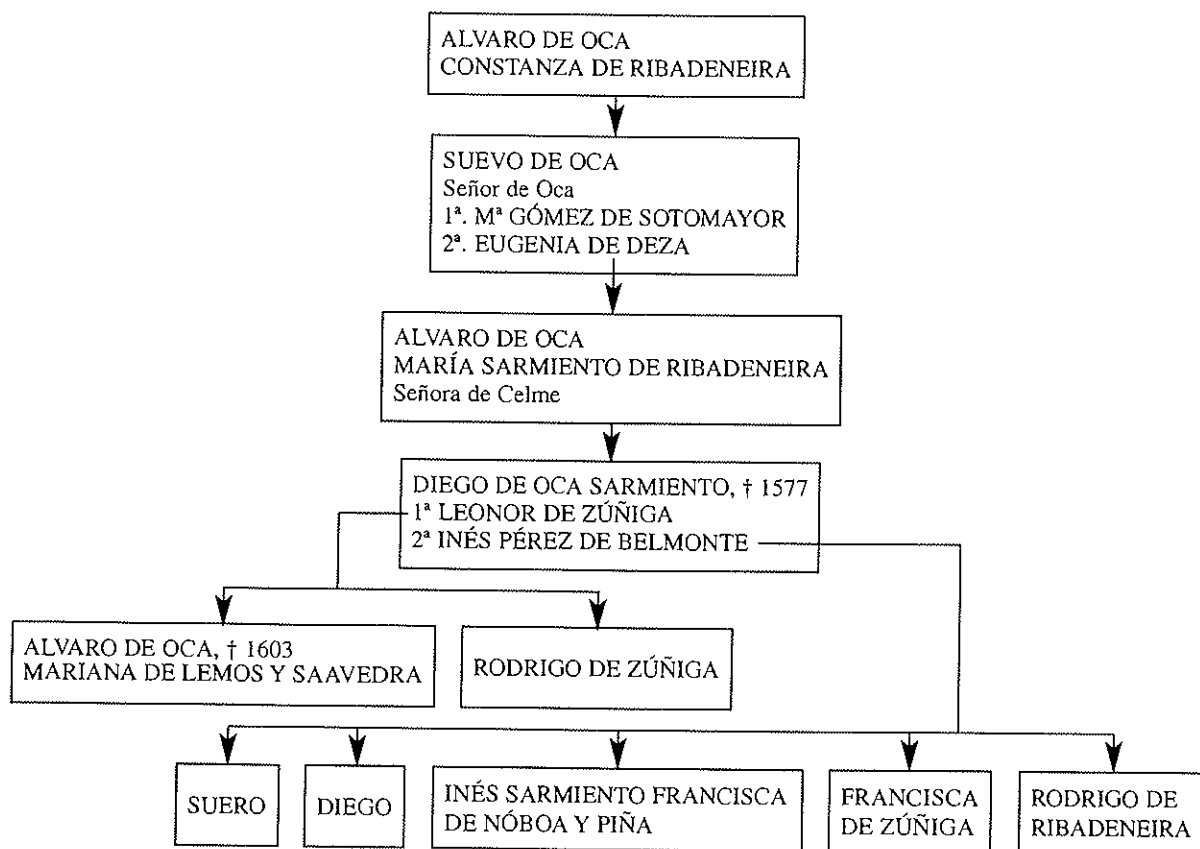 ALVARO DE OCA
CONSTANZA DE RIBADENEIRA
SUEVO DE OCA
Señor de Oca
1ª. Mª GÓMEZ DE SOTOMAYOR
2ª. EUGENIA DE DEZA
ALVARO DE OCA
MARÍA SARMIENTO DE RIBADENEIRA
Señora de Celme
DIEGO DE OCA SARMIENTO, † 1577
1ª LEONOR DE ZÚÑIGA
2ª INÉS PÉREZ DE BELMONTE
ALVARO DE OCA, † 1603
MARIANA DE LEMOS Y SAAVEDRA
RODRIGO DE ZÚÑIGA
SUERO
DIEGO
INÉS SARMIENTO FRANCISCA
DE NÓBOA Y PIÑA
FRANCISCA
DE ZÚÑIGA
RODRIGO DE
RIBADENEIRA